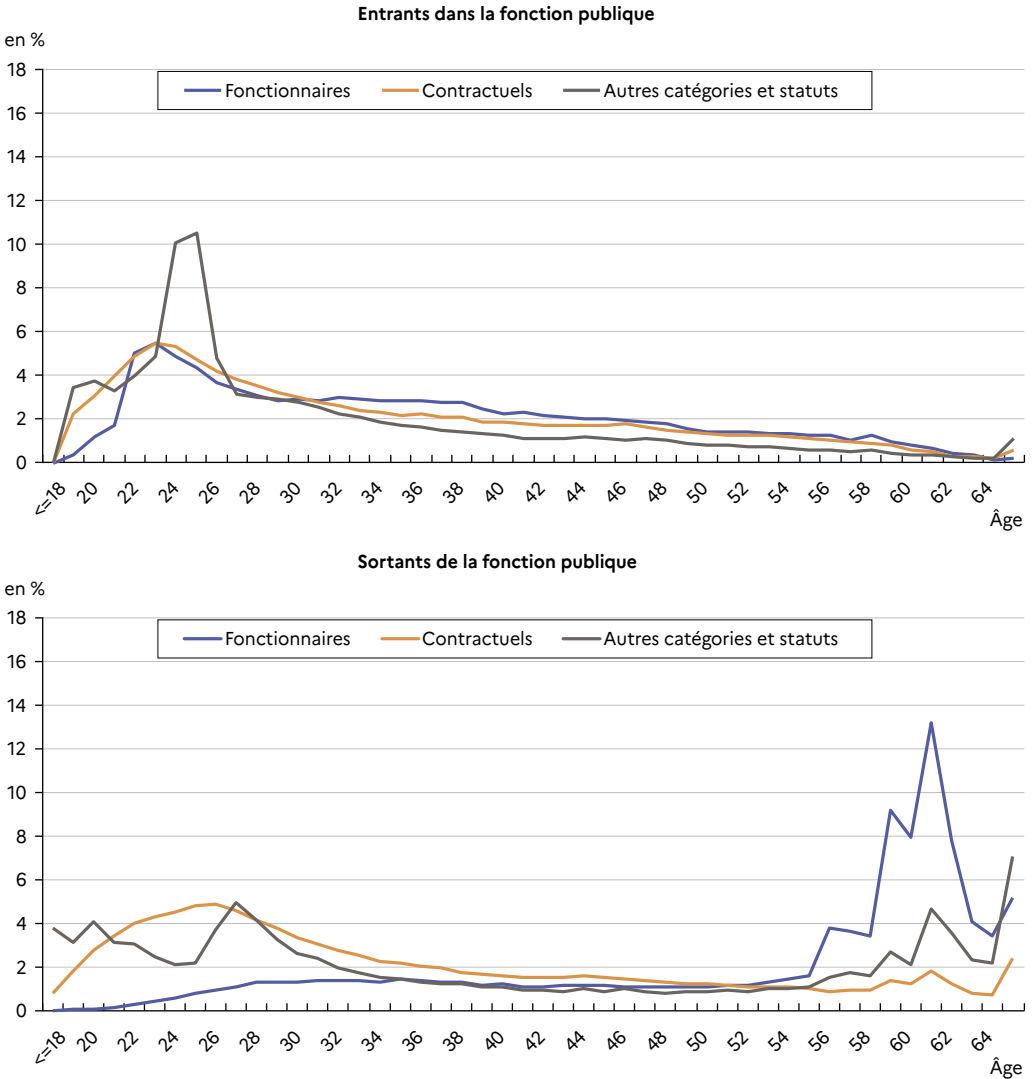 Entrants dans la fonction publique
en %
18
Fonctionnaires Contractuels Autres catégories et statuts
16
14
12
10
8
6
4
2
0
<=18 20 22 24 26 28 30 32 34 36 38 40 42 44 46 48 50 52 54 56 58 60 62 64
Âge
Sortants de la fonction publique
en %
18
Fonctionnaires Contractuels Autres catégories et statuts
16
14
12
10
8
6
4
2
0
<=18 20 22 24 26 28 30 32 34 36 38 40 42 44 46 48 50 52 54 56 58 60 62 64
Âge